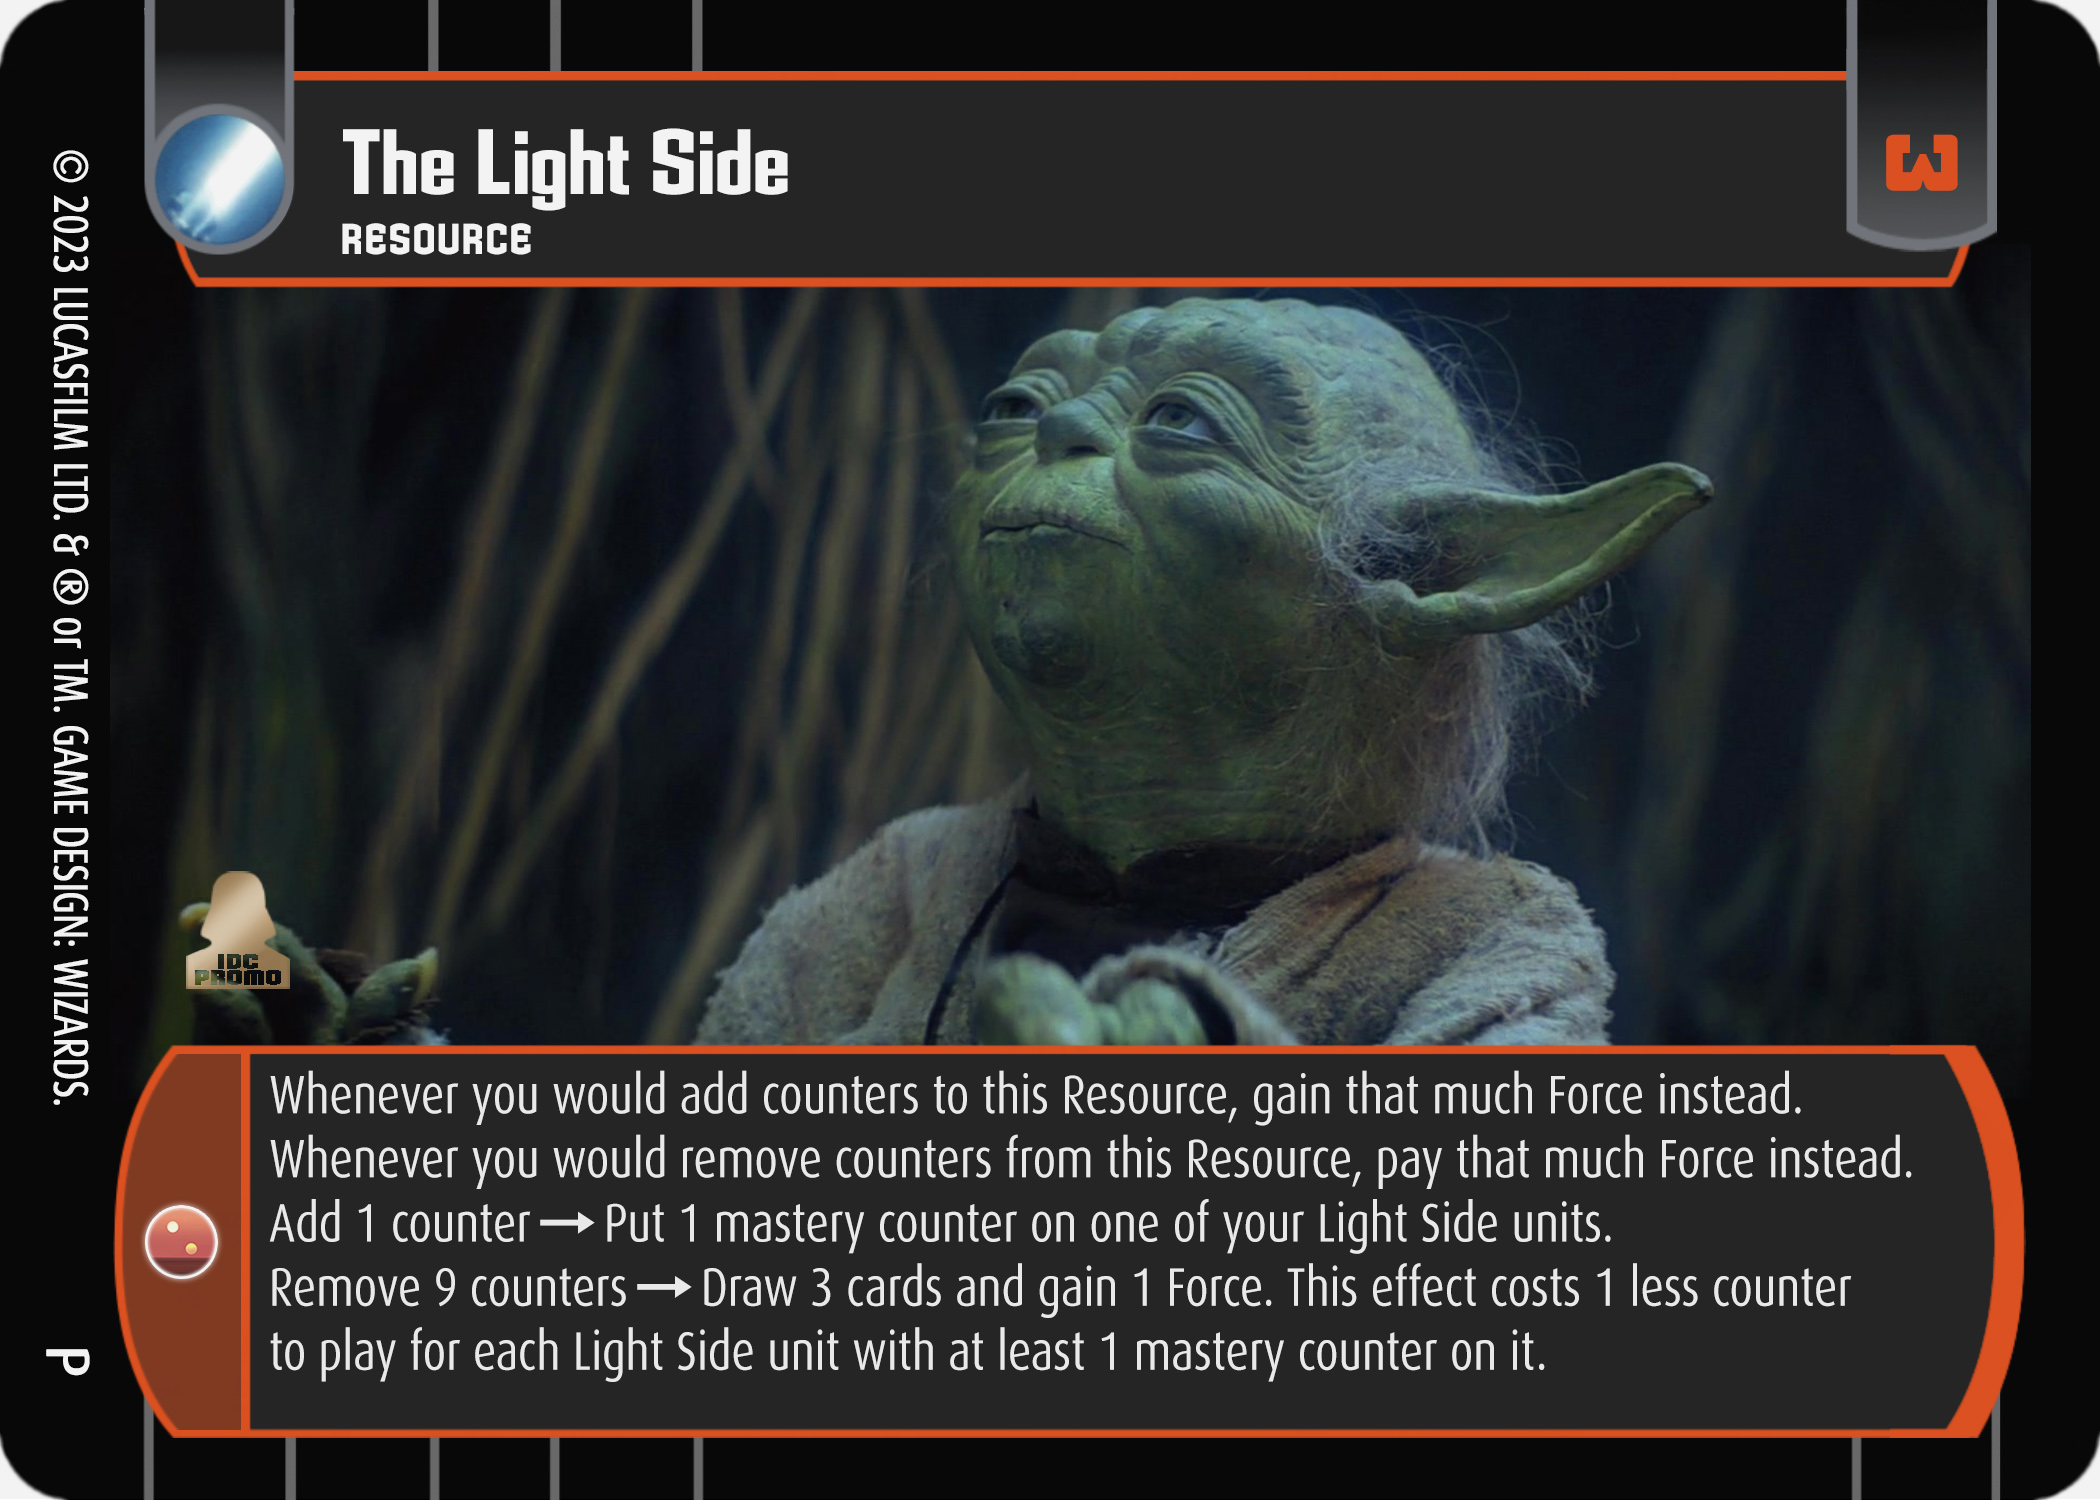 The Light Side
RESOURCE
3
IDC
PROMO
Whenever you would add counters to this Resource, gain that much Force instead.
Whenever you would remove counters from this Resource, pay that much Force instead.
Add 1 counter → Put 1 mastery counter on one of your Light Side units.
Remove 9 counters → Draw 3 cards and gain 1 Force. This effect costs 1 less counter
to play for each Light Side unit with at least 1 mastery counter on it.
© 2023 LUCASFILM LTD. & ® or TM. GAME DESIGN: WIZARDS.
P